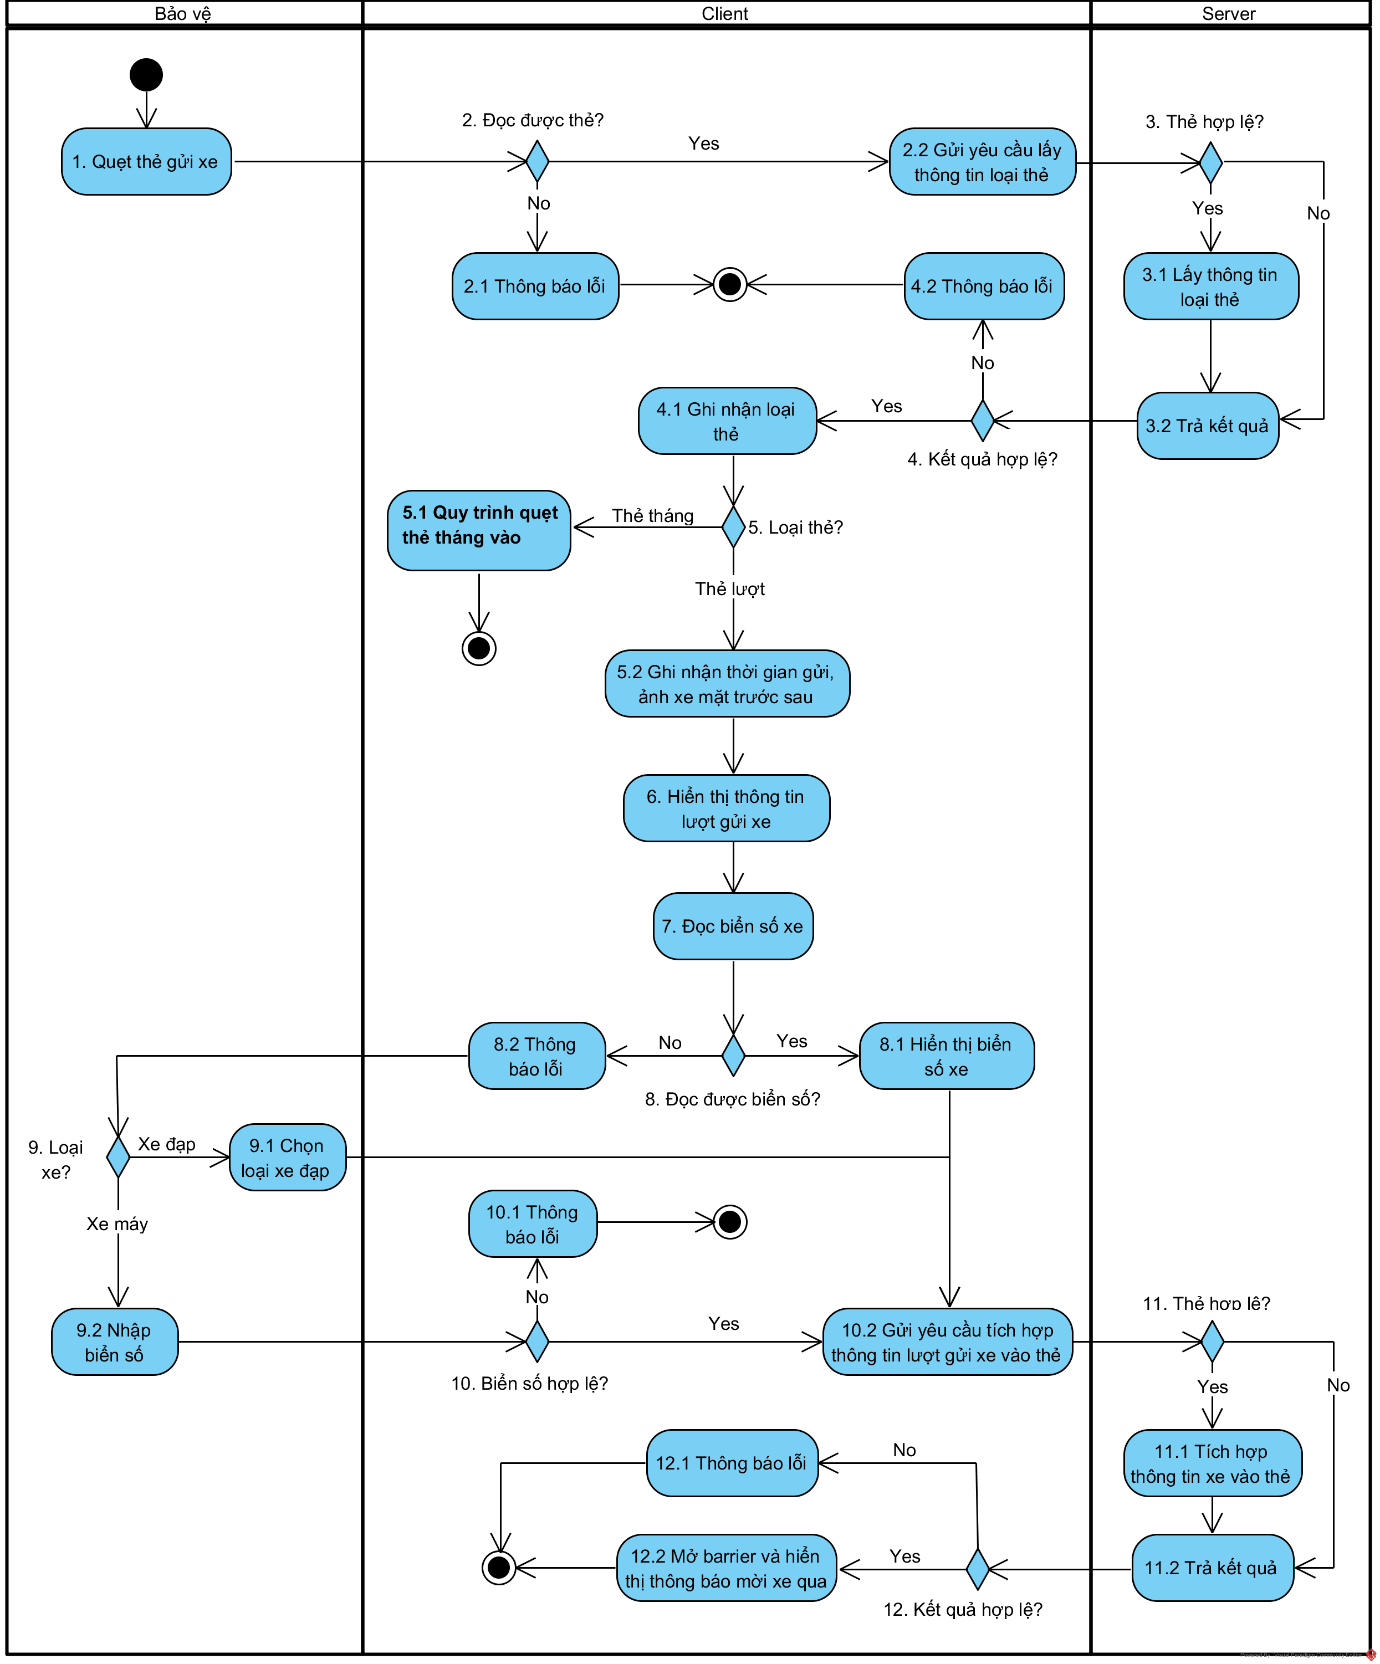 Bảo vệ
Client
Server
2. Đọc được thẻ?
3. Thẻ hợp lệ?
1. Quẹt thẻ gửi xe
Yes
2.2 Gửi yêu cầu lấy
thông tin loại thẻ
No
Yes
No
2.1 Thông báo lỗi
4.2 Thông báo lỗi
3.1 Lấy thông tin
loại thẻ
No
4.1 Ghi nhận loại
thẻ
Yes
3.2 Trả kết quả
4. Kết quả hợp lệ?
5.1 Quy trình quẹt
thẻ tháng vào
Thẻ tháng
5. Loại thẻ?
Thẻ lượt
5.2 Ghi nhận thời gian gửi,
ảnh xe mặt trước sau
6. Hiển thị thông tin
lượt gửi xe
7. Đọc biển số xe
8.2 Thông
báo lỗi
No
Yes
8.1 Hiển thị biển
số xe
8. Đọc được biển số?
9. Loại
xe?
Xe đạp
9.1 Chọn
loại xe đạp
Xe máy
10.1 Thông
báo lỗi
No
11. Thẻ hợp lệ?
9.2 Nhập
biển số
Yes
10.2 Gửi yêu cầu tích hợp
thông tin lượt gửi xe vào thẻ
10. Biển số hợp lệ?
Yes
No
12.1 Thông báo lỗi
No
11.1 Tích hợp
thông tin xe vào thẻ
12.2 Mở barrier và hiển
thị thông báo mời xe qua
Yes
11.2 Trả kết quả
12. Kết quả hợp lệ?